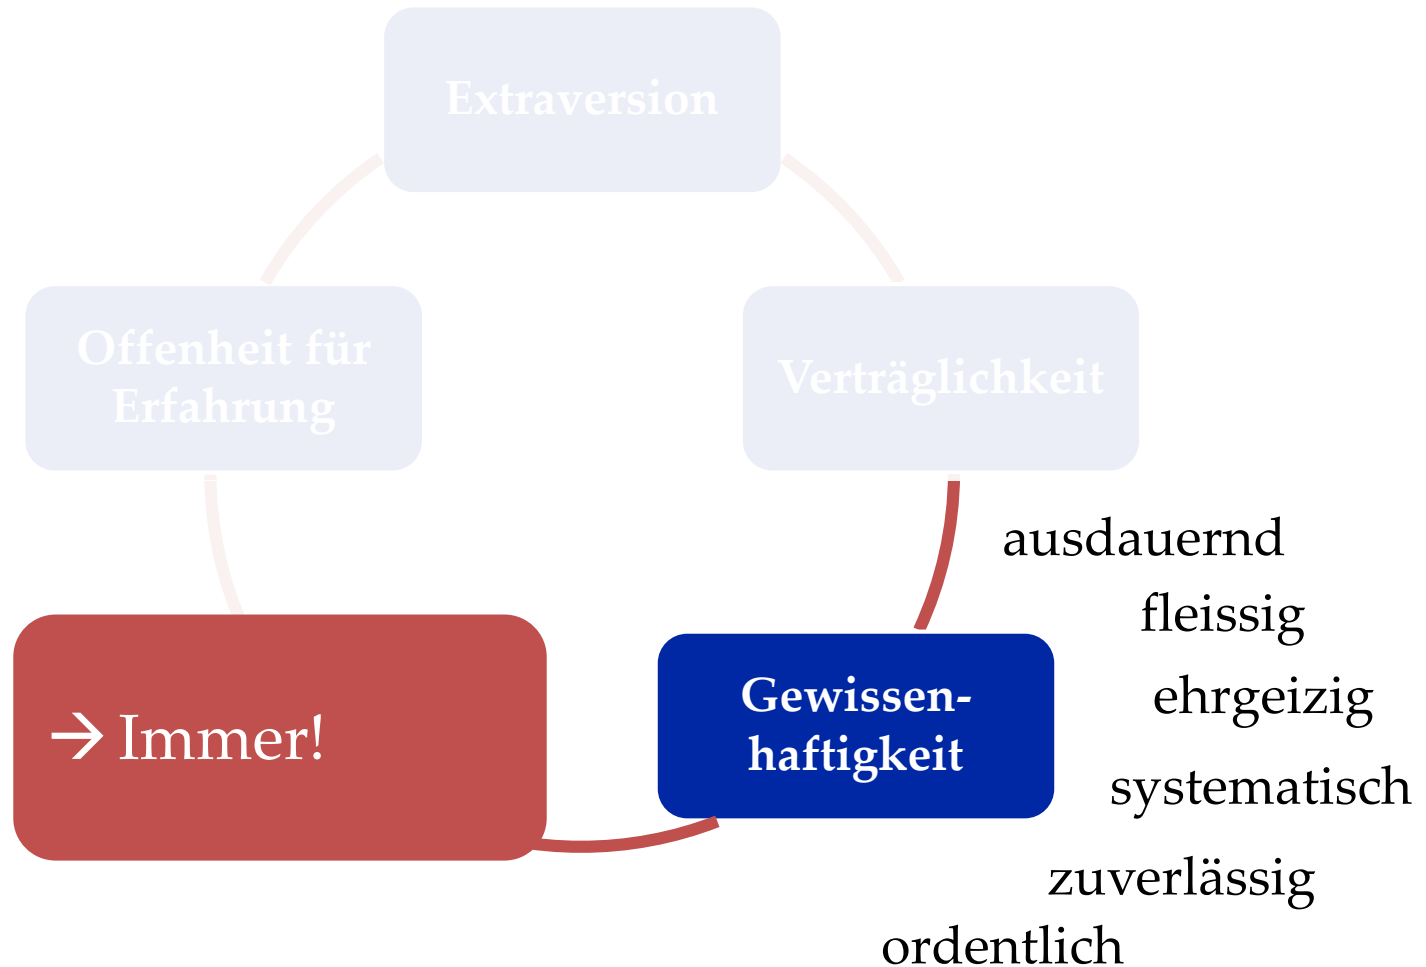 Extraversion
Offenheit für
Erfahrung
Verträglichkeit
ausdauernd
fleissig
ehrgeizig
Gewissen-
haftigkeit
→ Immer!
systematisch
zuverlässig
ordentlich